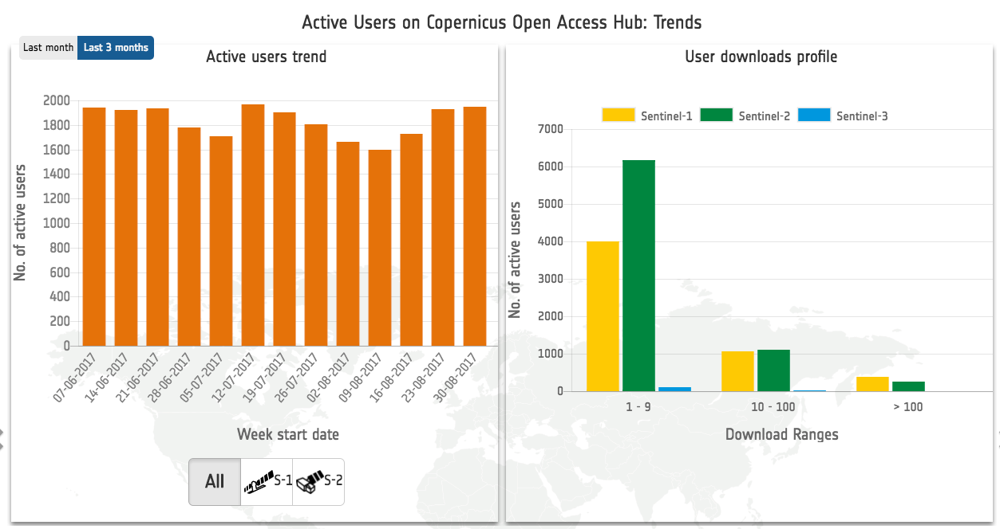 Active Users on Copernicus Open Access Hub: Trends
Last month
Last 3 months
Active users trend
2000
1800
1600
1400
1200
1000
800
600
400
200
0
No. of active users
07-06-2017
14-06-2017
21-06-2017
28-06-2017
05-07-2017
12-07-2017
19-07-2017
26-07-2017
02-08-2017
09-08-2017
16-08-2017
23-08-2017
30-08-2017
Week start date
All
S-1
S-2
User downloads profile
Sentinel-1
Sentinel-2
Sentinel-3
7000
6000
5000
4000
3000
2000
1000
0
No. of active users
1 - 9
10 - 100
> 100
Download Ranges